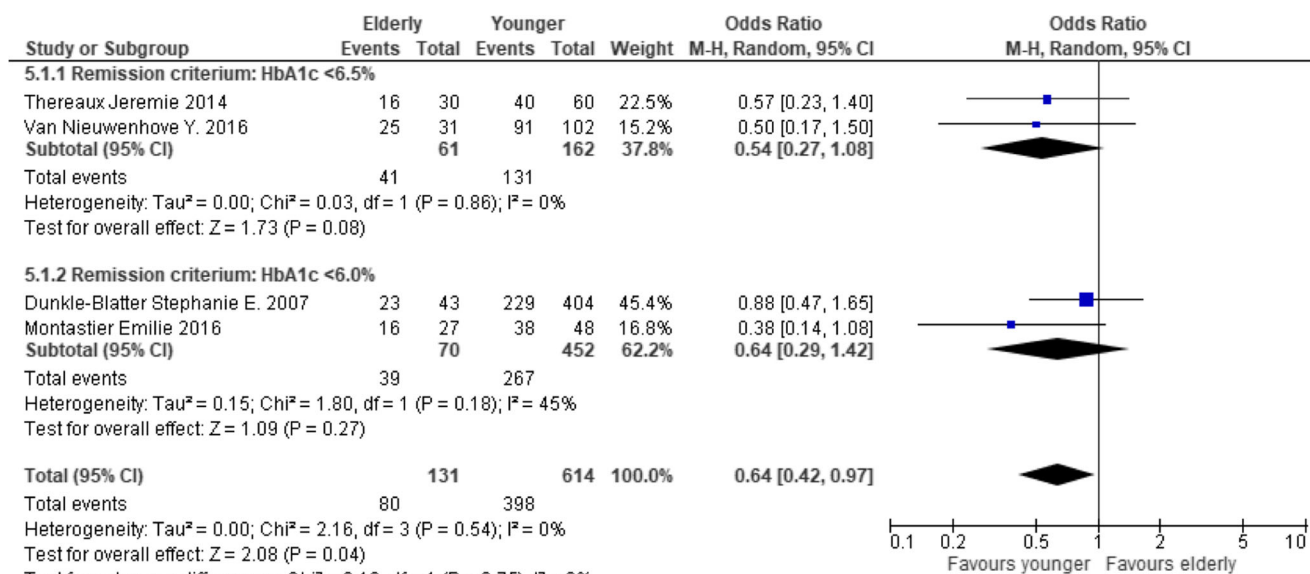 Elderly Younger Odds Ratio Odds Ratio
Study or Subgroup Events Total Events Total Weight M-H, Random, 95% CI M-H, Random, 95% CI
5.1.1 Remission criterium: HbA1c <6.5%
Thereaux Jeremie 2014 16 30 40 60 22.5% 0.57 [0.23, 1.40]
Van Nieuwenhove Y. 2016 25 31 91 102 15.2% 0.50 [0.17, 1.50]
Subtotal (95% CI) 61 162 37.8% 0.54 [0.27, 1.08]
Total events 41 131
Heterogeneity: Tau² = 0.00; Chi² = 0.03, df = 1 (P = 0.86); I² = 0%
Test for overall effect: Z = 1.73 (P = 0.08)
5.1.2 Remission criterium: HbA1c <6.0%
Dunkle-Blatter Stephanie E. 2007 23 43 229 404 45.4% 0.88 [0.47, 1.65]
Montastier Emilie 2016 16 27 38 48 16.8% 0.38 [0.14, 1.08]
Subtotal (95% CI) 70 452 62.2% 0.64 [0.29, 1.42]
Total events 39 267
Heterogeneity: Tau² = 0.15; Chi² = 1.80, df = 1 (P = 0.18); I² = 45%
Test for overall effect: Z = 1.09 (P = 0.27)
Total (95% CI) 131 614 100.0% 0.64 [0.42, 0.97]
Total events 80 398
Heterogeneity: Tau² = 0.00; Chi² = 2.16, df = 3 (P = 0.54); I² = 0%
Test for overall effect: Z = 2.08 (P = 0.04)
0.1 0.2 0.5 1 2 5 10
Favours younger Favours elderly